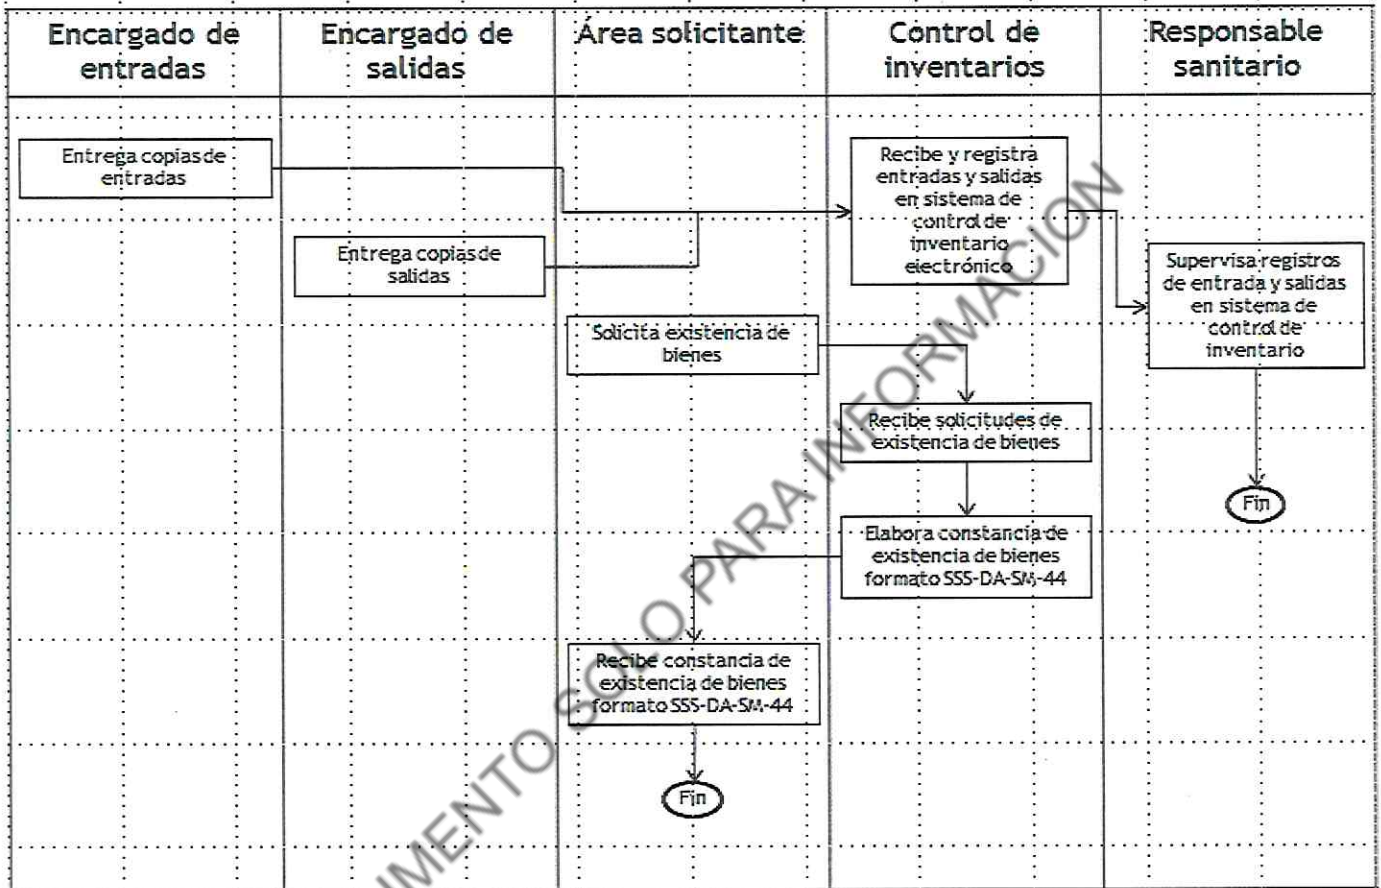 Encargado de
entradas
Encargado de
salidas
Área solicitante
Control de
inventarios
Responsable
sanitario
Entrega copias de
entradas
Entrega copias de
salidas
Recibe y registra
entradas y salidas
en sistema de
control de
inventario
electrónico
Supervisa registros
de entrada y salidas
en sistema de
control de
inventario
Solicita existencia de
bienes
Recibe solicitudes de
existencia de bienes
Fin
Elabora constancia de
existencia de bienes
formato SSS-DA-SM-44
Recibe constancia de
existencia de bienes
formato SSS-DA-SM-44
Fin
UMENTO SOLO PARA INFORMACION